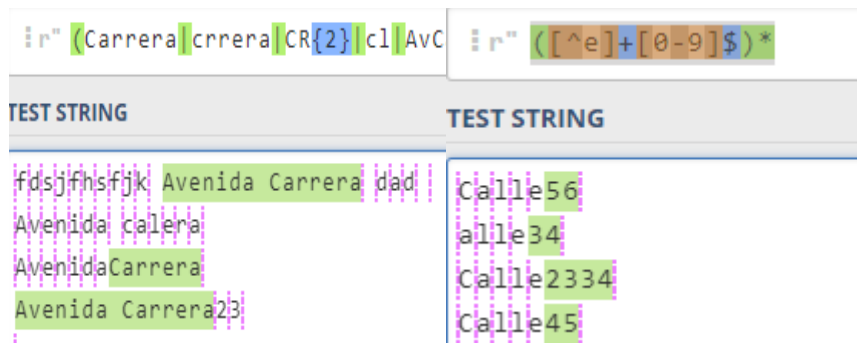 r" (Carrera|crrera|CR{2}|cl|AvC
TEST STRING
fdsjfhsfjk Avenida Carrera dad
Avenida calera
AvenidaCarrera
Avenida Carrera23
r" ([^e]+[0-9]$)*
TEST STRING
Calle56
alle34
Calle2334
Calle45